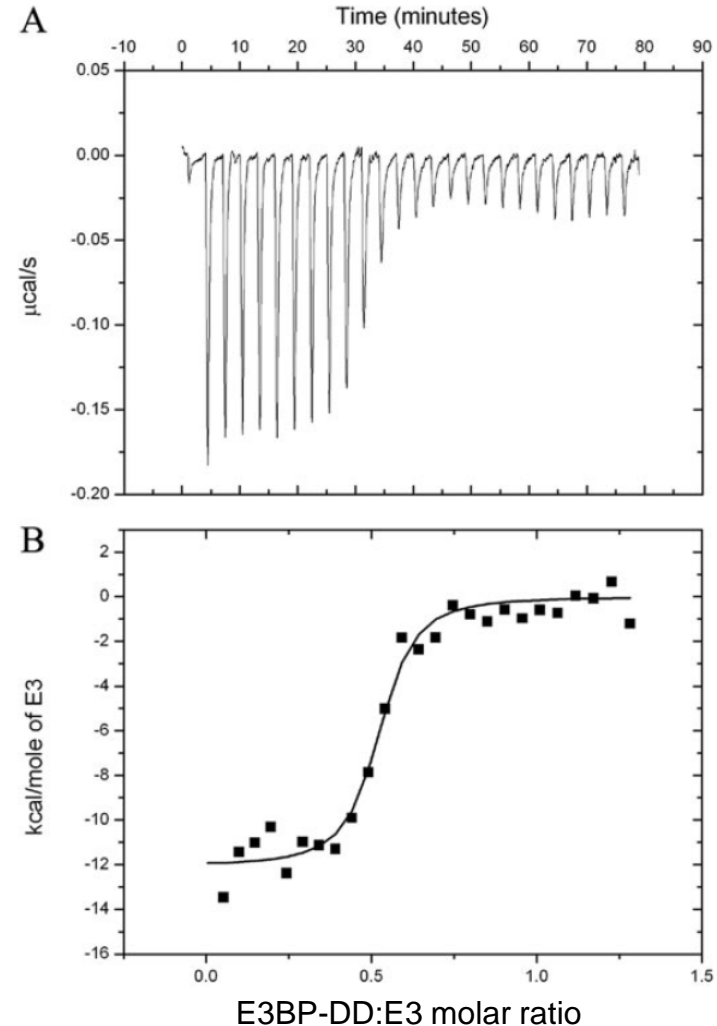 A
Time (minutes)
-10 0 10 20 30 40 50 60 70 80 90
0.05
0.00
-0.05
-0.10
-0.15
-0.20
µcal/s
B
2
0
-2
-4
-6
-8
-10
-12
-14
-16
kcal/mole of E3
0.0 0.5 1.0 1.5
E3BP-DD:E3 molar ratio